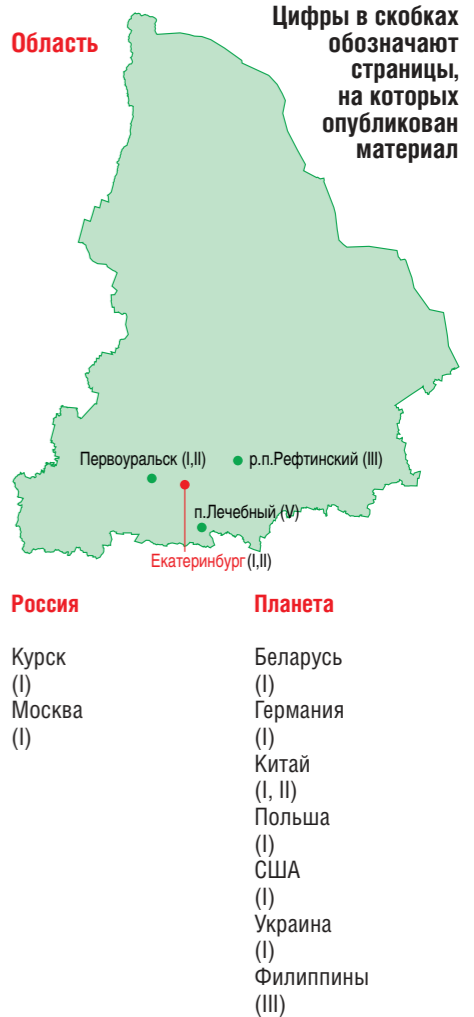 Область
Цифры в скобках
обозначают
страницы,
на которых
опубликован
материал
Первоуральск (I,II)
р.п.Рефтинский (III)
п.Лечебный (V)
Екатеринбург (I,II)
Россия
Курск
(I)
Москва
(I)
Планета
Беларусь
(I)
Германия
(I)
Китай
(I, II)
Польша
(I)
США
(I)
Украина
(I)
Филиппины
(III)